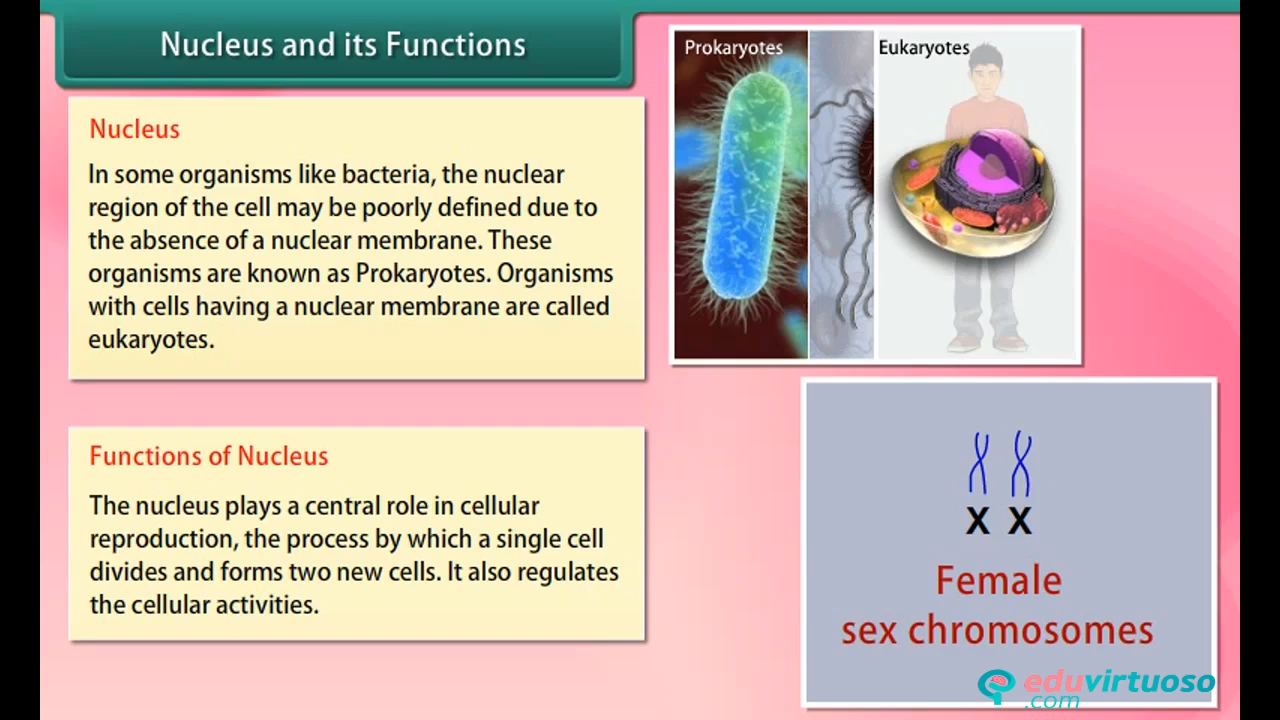 Nucleus and its Functions
Nucleus
In some organisms like bacteria, the nuclear
region of the cell may be poorly defined due to
the absence of a nuclear membrane. These
organisms are known as Prokaryotes. Organisms
with cells having a nuclear membrane are called
eukaryotes.
Functions of Nucleus
The nucleus plays a central role in cellular
reproduction, the process by which a single cell
divides and forms two new cells. It also regulates
the cellular activities.
Prokaryotes
Eukaryotes
X X
Female
sex chromosomes
eduvirtuoso
.com